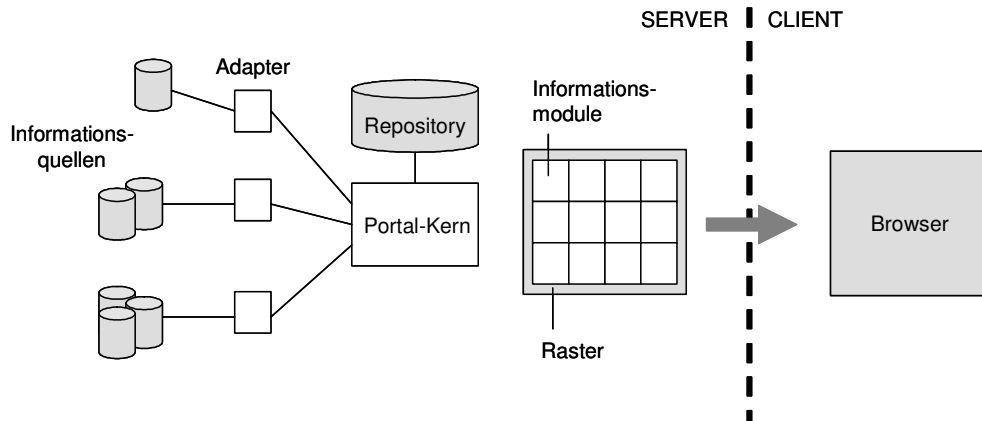 SERVER
CLIENT
Adapter
Informations-
module
Repository
Informations-
quellen
Portal-Kern
Browser
Raster